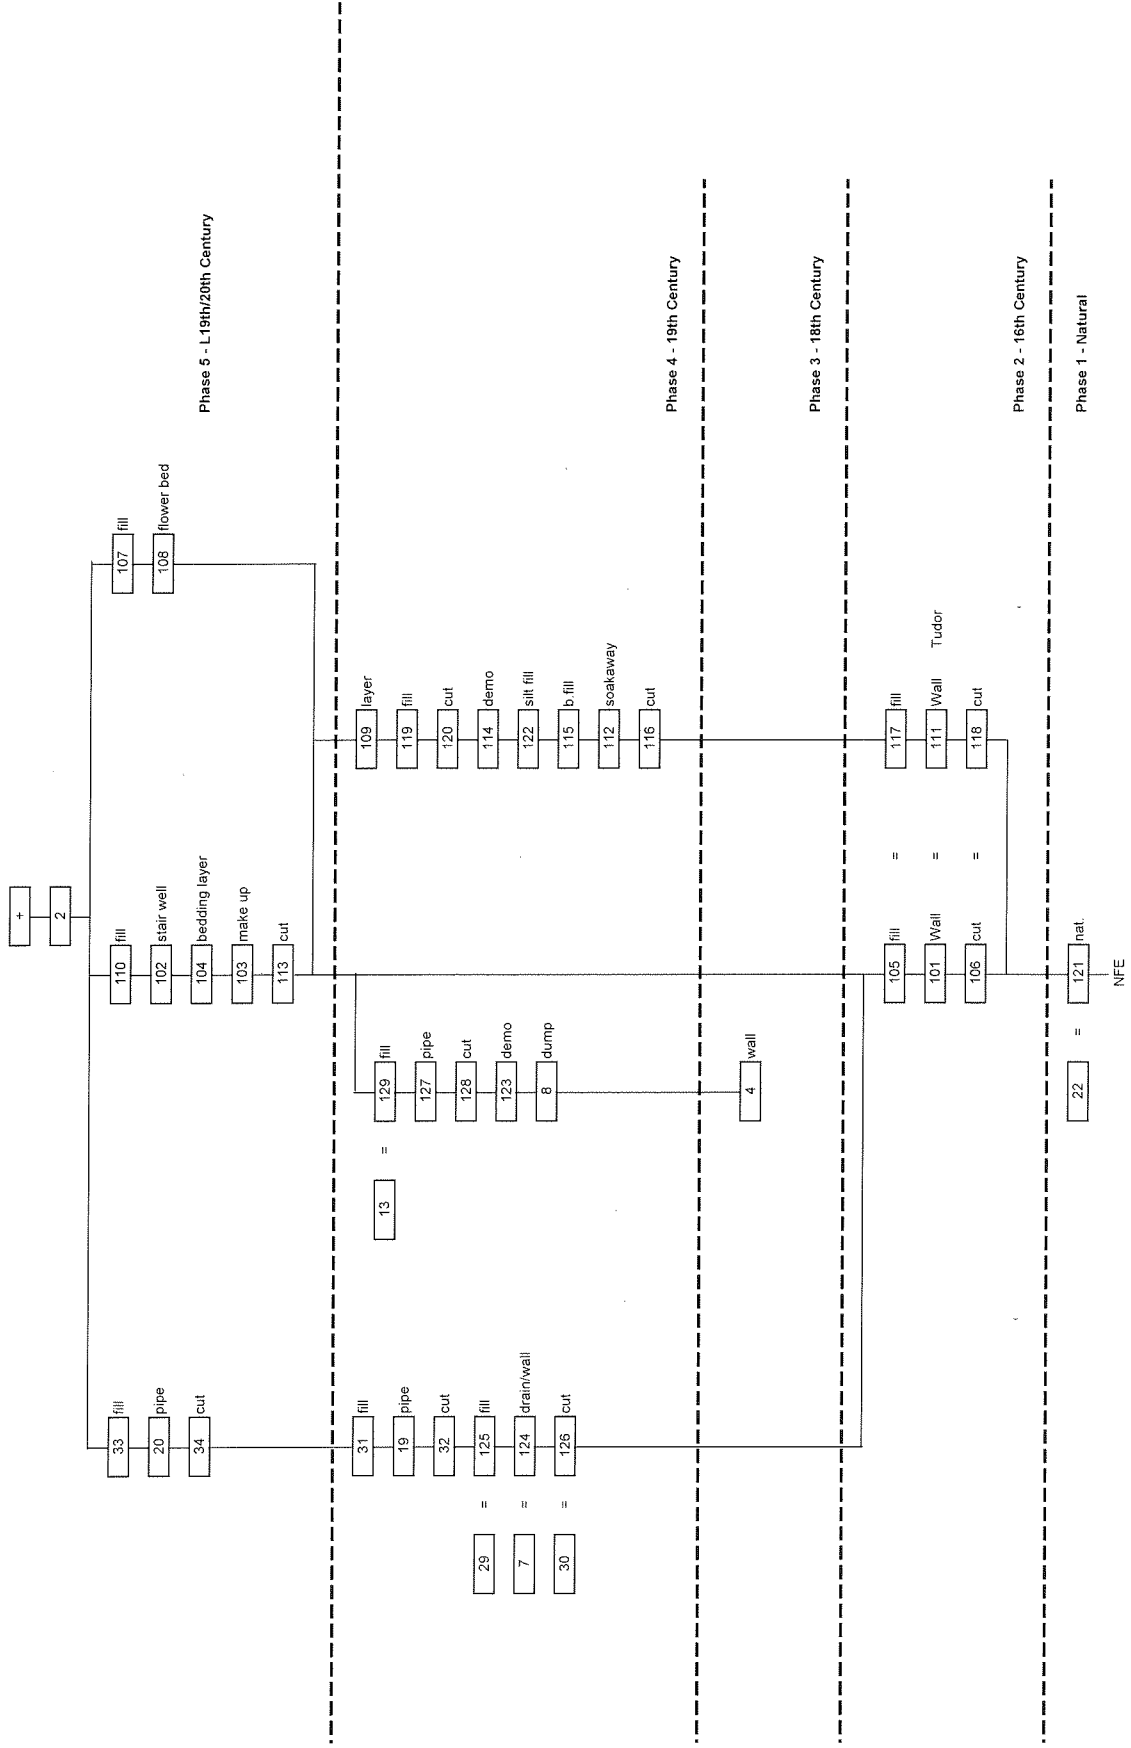 +
2
33 fill
20 pipe
34 cut
110 fill
102 stair well
104 bedding layer
103 make up
113 cut
107 fill
108 flower bed
Phase 5 - L19th/20th Century
31 fill
19 pipe
32 cut
29 = 125 fill
7 = 124 drain/wall
30 = 126 cut
13 = 129 fill
127 pipe
128 cut
123 demo
8 dump
109 layer
119 fill
120 cut
114 demo
122 silt fill
115 b.fill
112 soakaway
116 cut
Phase 4 - 19th Century
4 wall
Phase 3 - 18th Century
105 fill = 117 fill
101 Wall = 111 Wall Tudor
106 cut = 118 cut
Phase 2 - 16th Century
22 = 121 nat.
NFE
Phase 1 - Natural